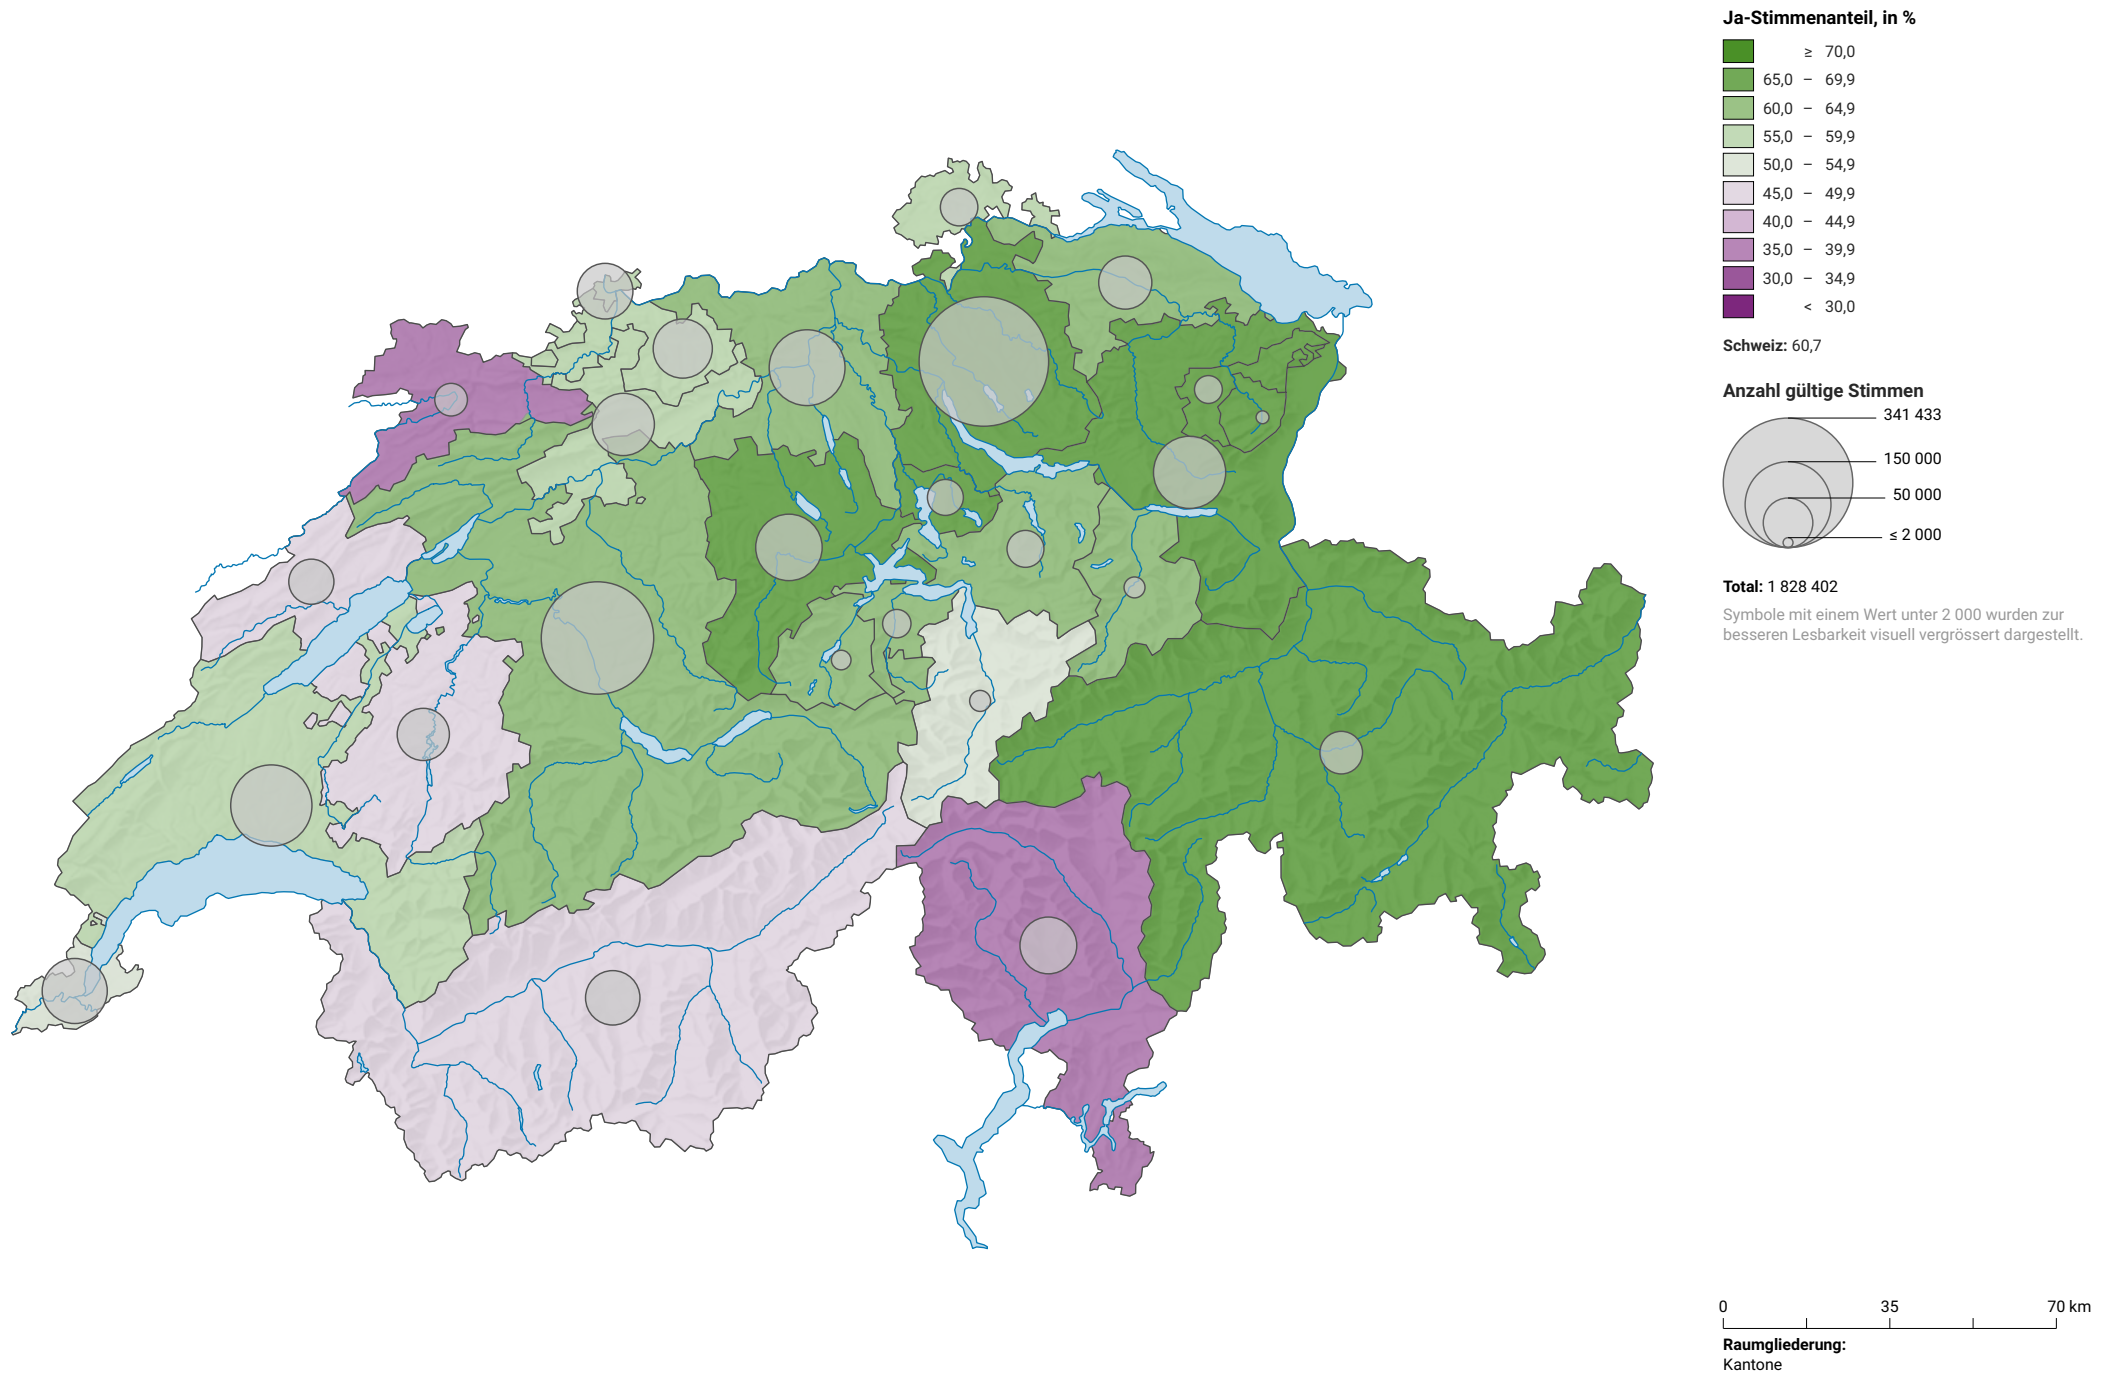 Ja-Stimmenanteil, in %
≥ 70,0
65,0 – 69,9
60,0 – 64,9
55,0 – 59,9
50,0 – 54,9
45,0 – 49,9
40,0 – 44,9
35,0 – 39,9
30,0 – 34,9
< 30,0
Schweiz: 60,7
Anzahl gültige Stimmen
341 433
150 000
50 000
≤ 2 000
Total: 1 828 402
Symbole mit einem Wert unter 2 000 wurden zur
besseren Lesbarkeit visuell vergrössert dargestellt.
0 35 70 km
Raumgliederung:
Kantone